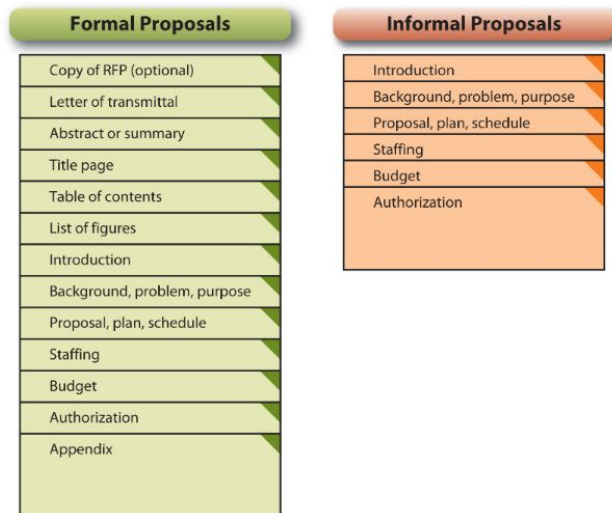 Formal Proposals
Copy of RFP (optional)
Letter of transmittal
Abstract or summary
Title page
Table of contents
List of figures
Introduction
Background, problem, purpose
Proposal, plan, schedule
Staffing
Budget
Authorization
Appendix
Informal Proposals
Introduction
Background, problem, purpose
Proposal, plan, schedule
Staffing
Budget
Authorization